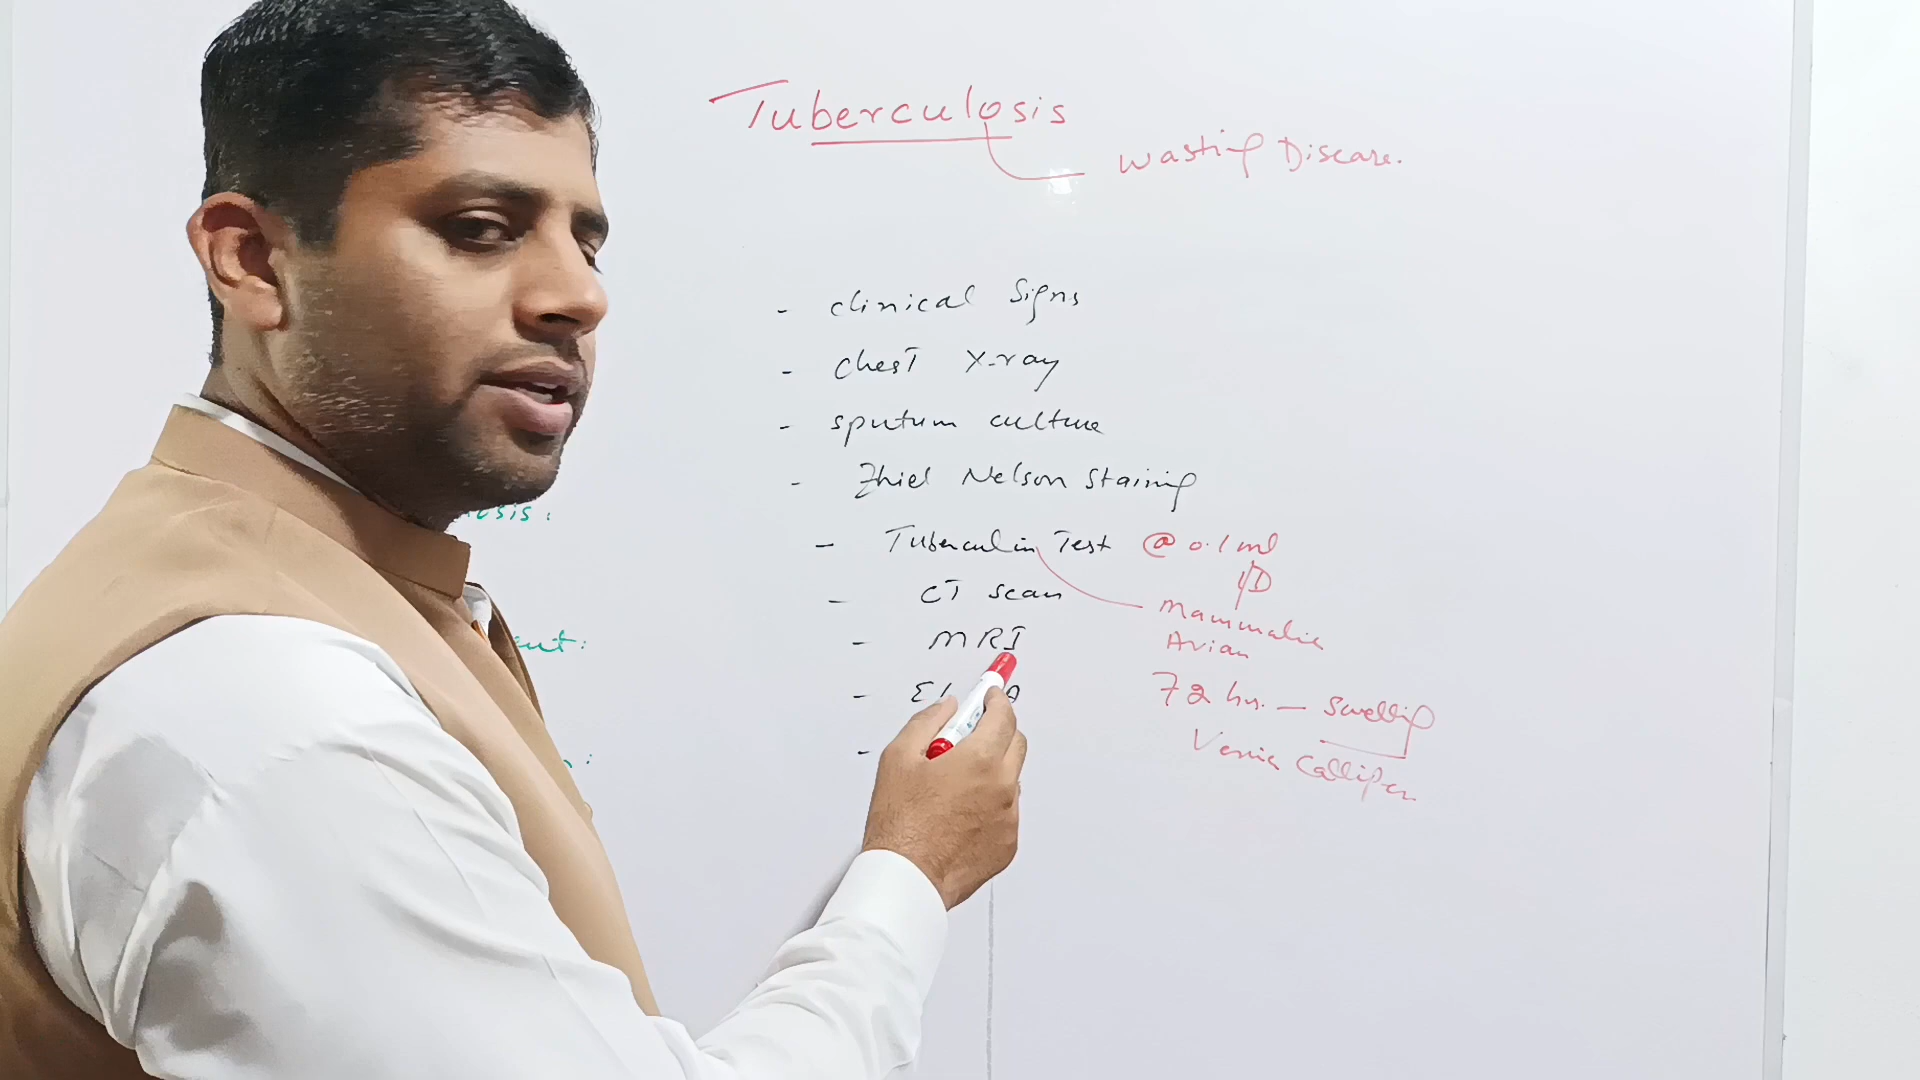 Tuberculosis
wasting Disease.
- clinical Signs
- chest X-ray
- sputum culture
- Zhiel Nelson Staining
- Tuberculin Test @ 0.1 ml
I/D
- CT scan
Mammalian
- MRI
Avian
72 hrs. - Swelling
Calliper